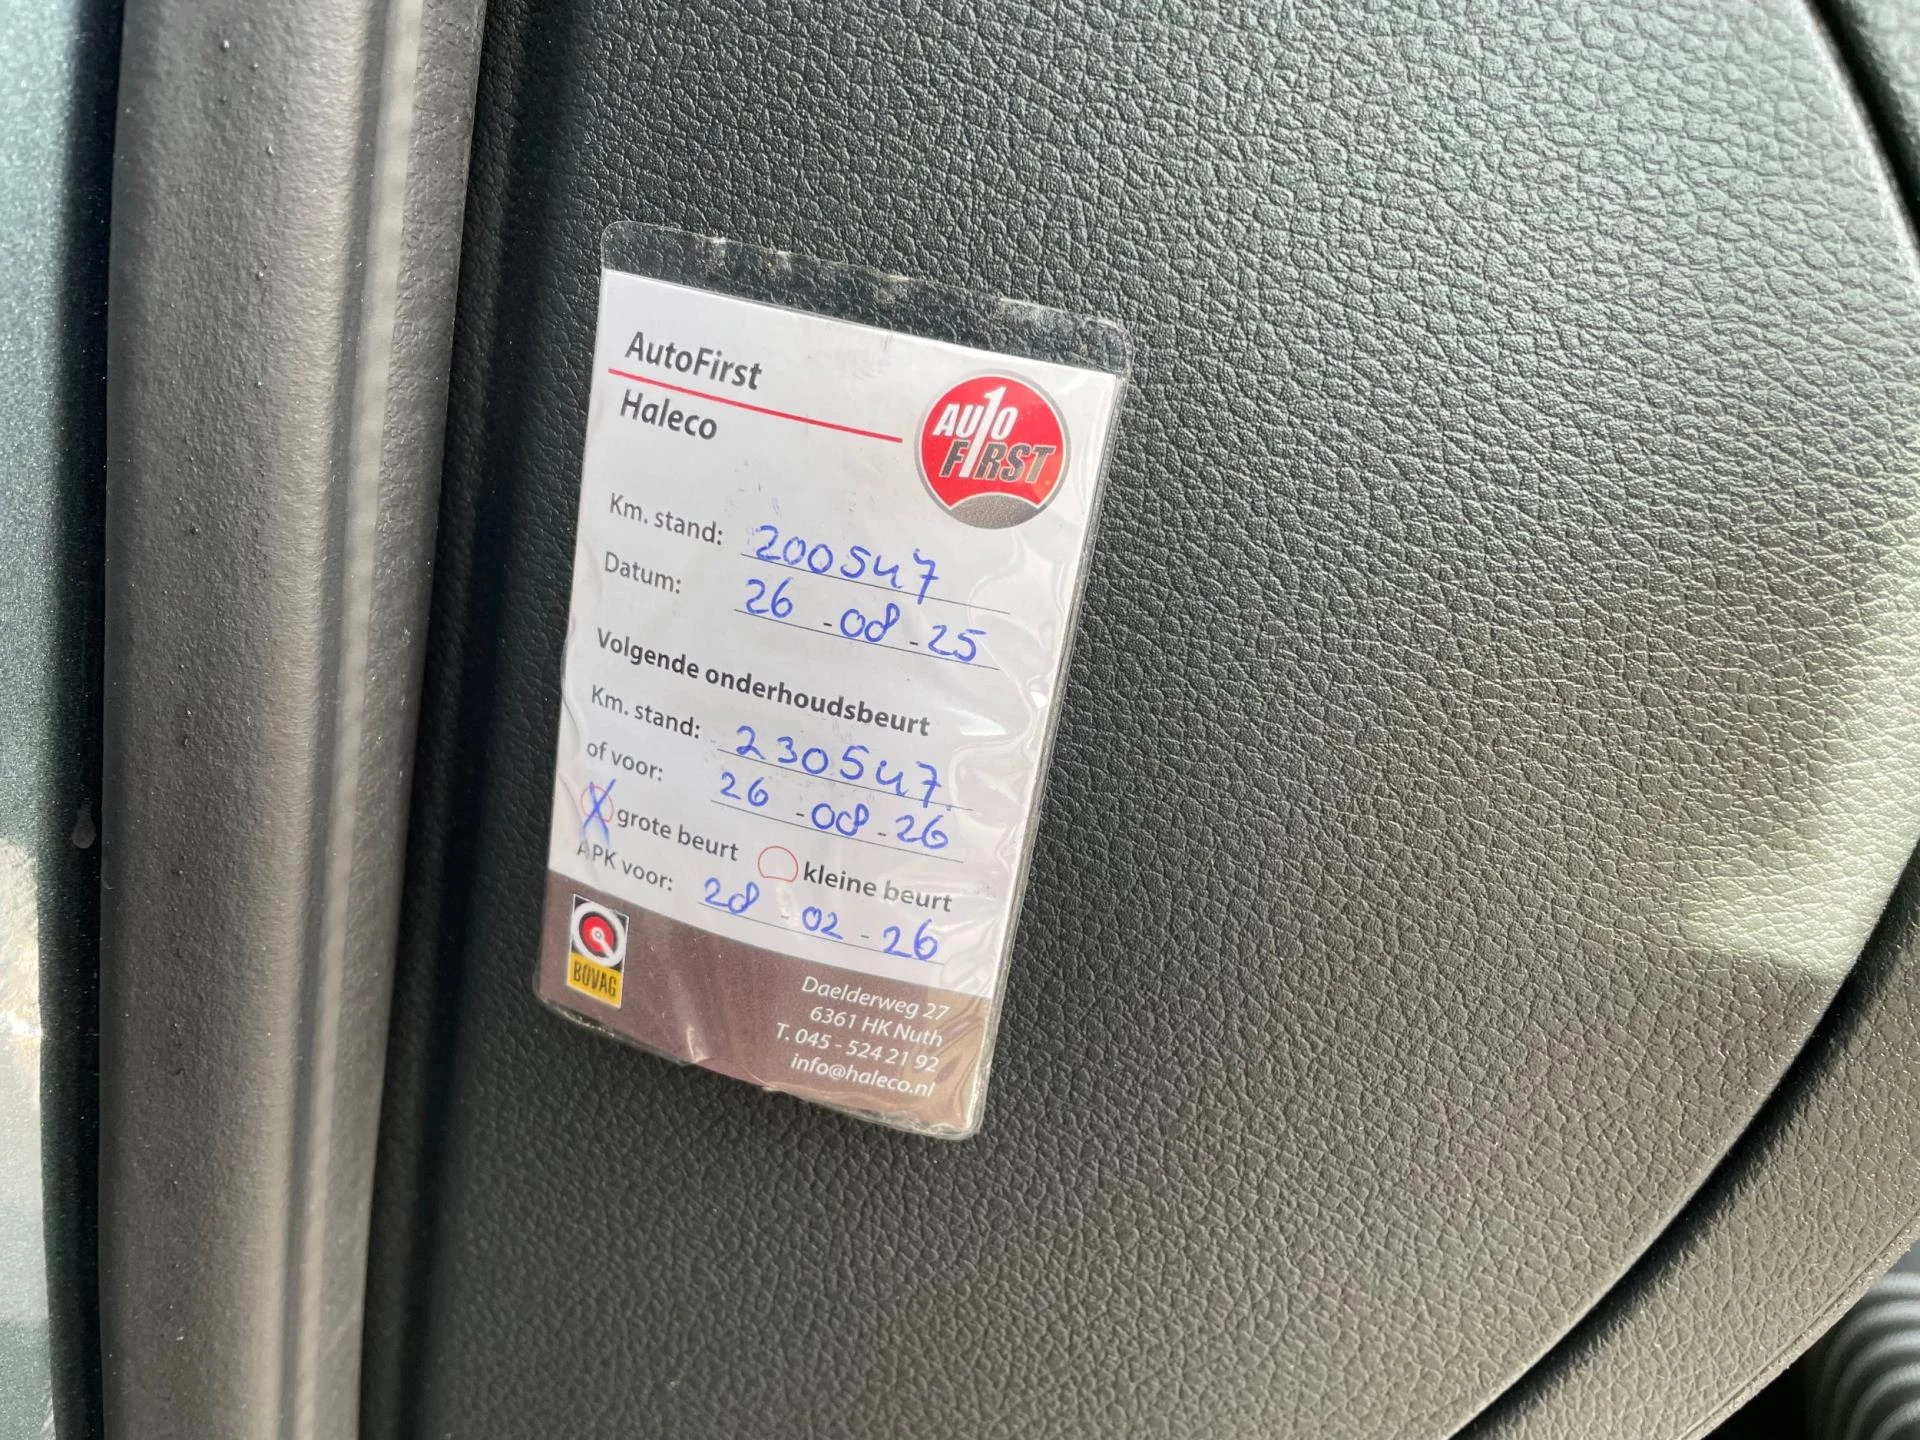 AutoFirst
Haleco
AUTO
FIRST
Km. stand: 200547
Datum: 26-08-25
Volgende onderhoudsbeurt
Km. stand: 230547
of voor: 26-08-26
X grote beurt kleine beurt
APK voor: 28-02-26
BOVAG
Daelderweg 27
6361 HK Nuth
T. 045 - 524 21 92
info@haleco.nl